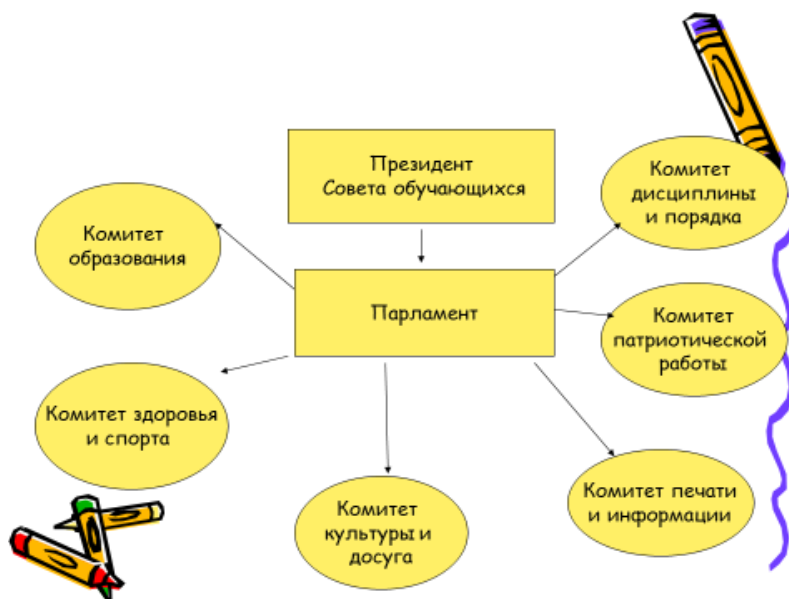 Президент
Совета обучающихся
Комитет
дисциплины
и порядка
Комитет
образования
Парламент
Комитет
патриотической
работы
Комитет здоровья
и спорта
Комитет
культуры и
досуга
Комитет печати
и информации